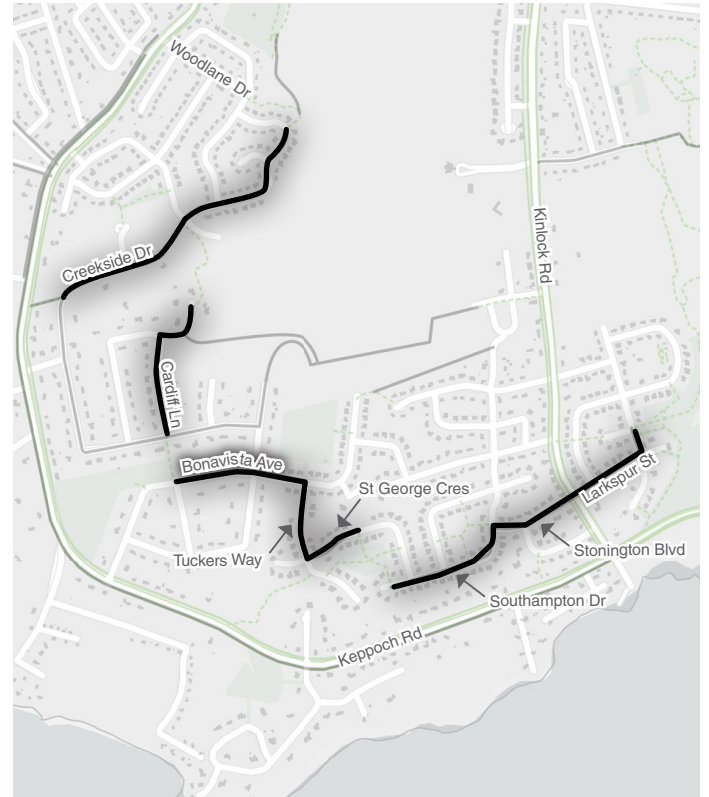 Woodlane Dr
Kinlock Rd
Creekside Dr
Cardiff Ln
Bonavista Ave
St George Cres
Larkspur St
Tuckers Way
Stonington Blvd
Southampton Dr
Keppoch Rd